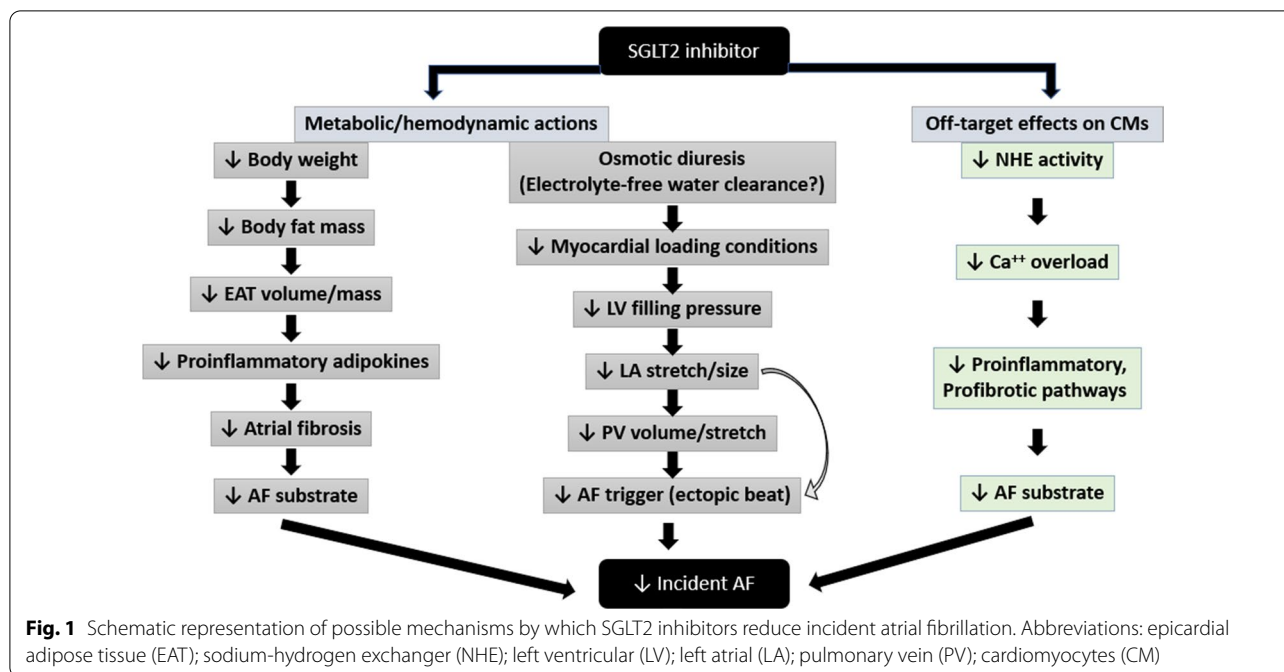 SGLT2 inhibitor
Metabolic/hemodynamic actions
↓ Body weight
↓ Body fat mass
↓ EAT volume/mass
↓ Proinflammatory adipokines
↓ Atrial fibrosis
↓ AF substrate
Osmotic diuresis
(Electrolyte-free water clearance?)
↓ Myocardial loading conditions
↓ LV filling pressure
↓ LA stretch/size
↓ PV volume/stretch
↓ AF trigger (ectopic beat)
Off-target effects on CMs
↓ NHE activity
↓ Ca⁺⁺ overload
↓ Proinflammatory,
Profibrotic pathways
↓ AF substrate
↓ Incident AF
Fig. 1 Schematic representation of possible mechanisms by which SGLT2 inhibitors reduce incident atrial fibrillation. Abbreviations: epicardial
adipose tissue (EAT); sodium-hydrogen exchanger (NHE); left ventricular (LV); left atrial (LA); pulmonary vein (PV); cardiomyocytes (CM)